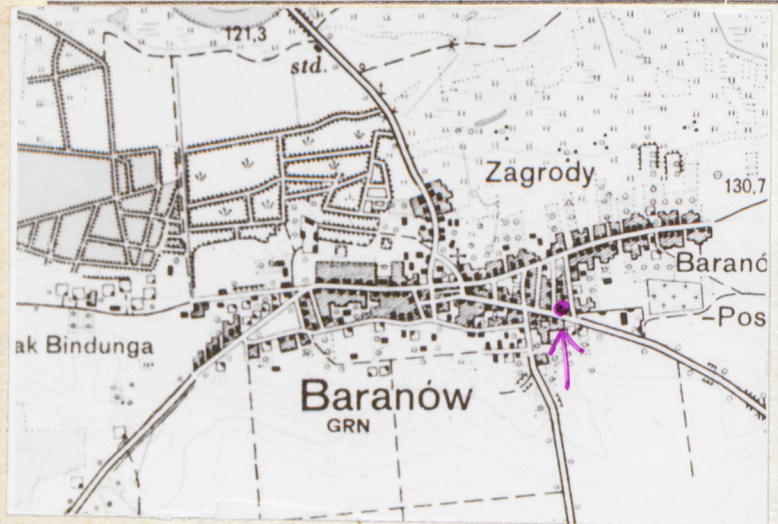 121,3
std.
Zagrody
130,7
Baranó
-Pos
ak Bindunga
Baranów
GRN